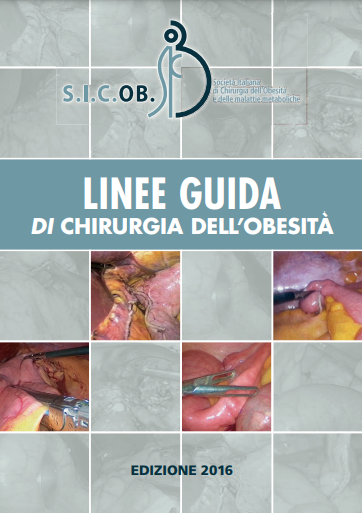 S.I.C.OB.
Società Italiana
di Chirurgia dell'Obesità
e delle malattie metaboliche
LINEE GUIDA
DI CHIRURGIA DELL'OBESITÀ
EDIZIONE 2016